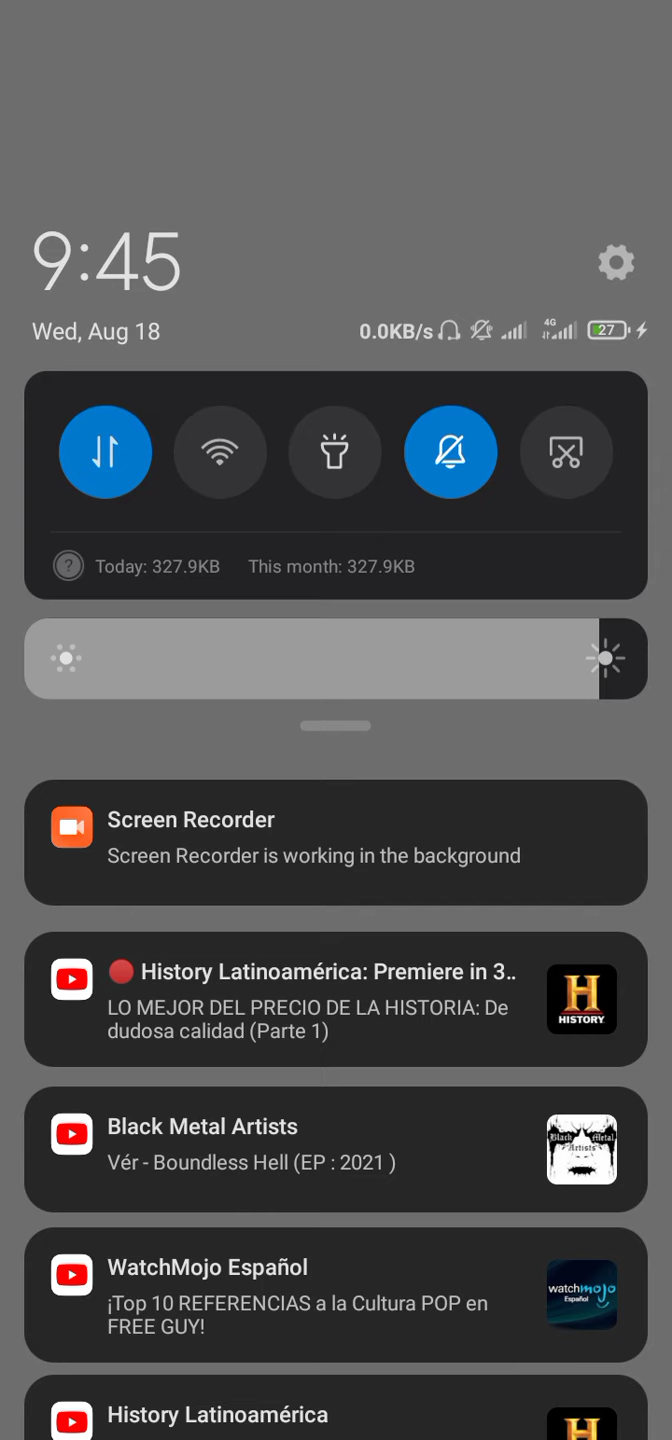 9:45
Wed, Aug 18
0.0KB/s 4G 27
Today: 327.9KB This month: 327.9KB
Screen Recorder
Screen Recorder is working in the background
History Latinoamérica: Premiere in 3..
LO MEJOR DEL PRECIO DE LA HISTORIA: De
dudosa calidad (Parte 1)
H
HISTORY
Black Metal Artists
Vér - Boundless Hell (EP : 2021 )
Black Metal
Artists
WatchMojo Español
¡Top 10 REFERENCIAS a la Cultura POP en
FREE GUY!
watchmojo
Español
History Latinoamérica
H